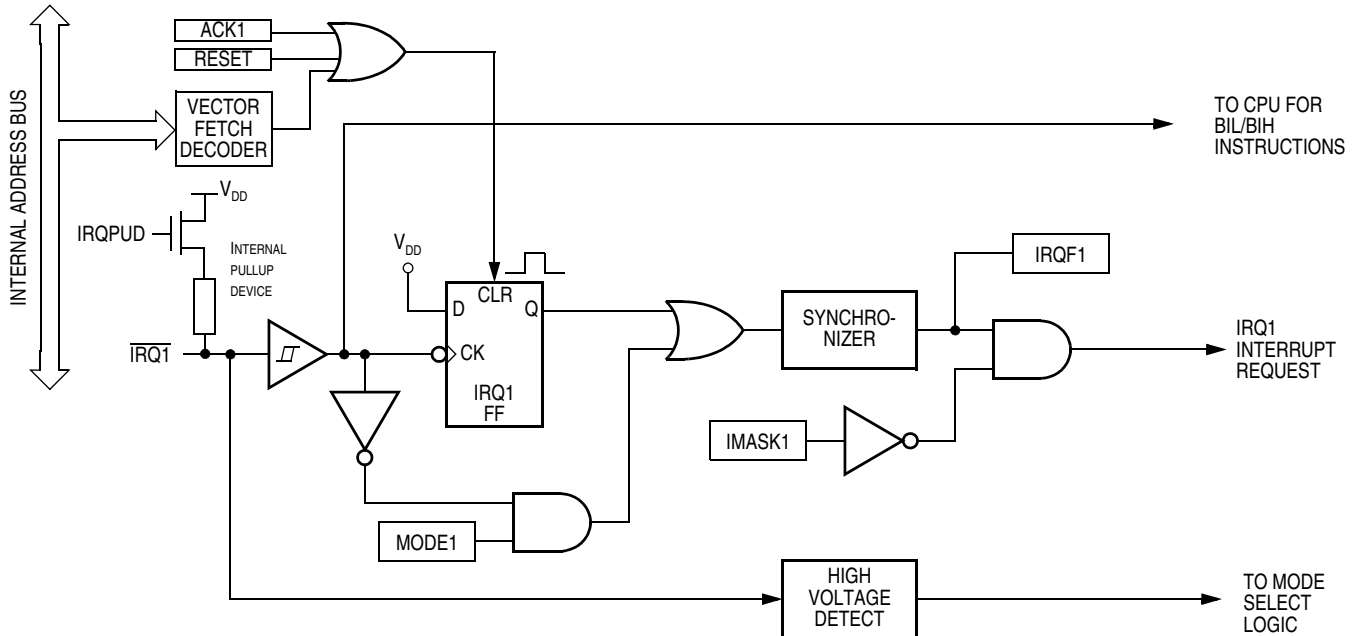 INTERNAL ADDRESS BUS
ACK1
RESET
VECTOR
FETCH
DECODER
TO CPU FOR
BIL/BIH
INSTRUCTIONS
VDD
IRQPUD
INTERNAL
PULLUP
DEVICE
VDD
D
CLR
Q
CK
IRQ1
FF
IRQ1
SYNCHRO-
NIZER
IRQF1
IRQ1
INTERRUPT
REQUEST
IMASK1
MODE1
HIGH
VOLTAGE
DETECT
TO MODE
SELECT
LOGIC